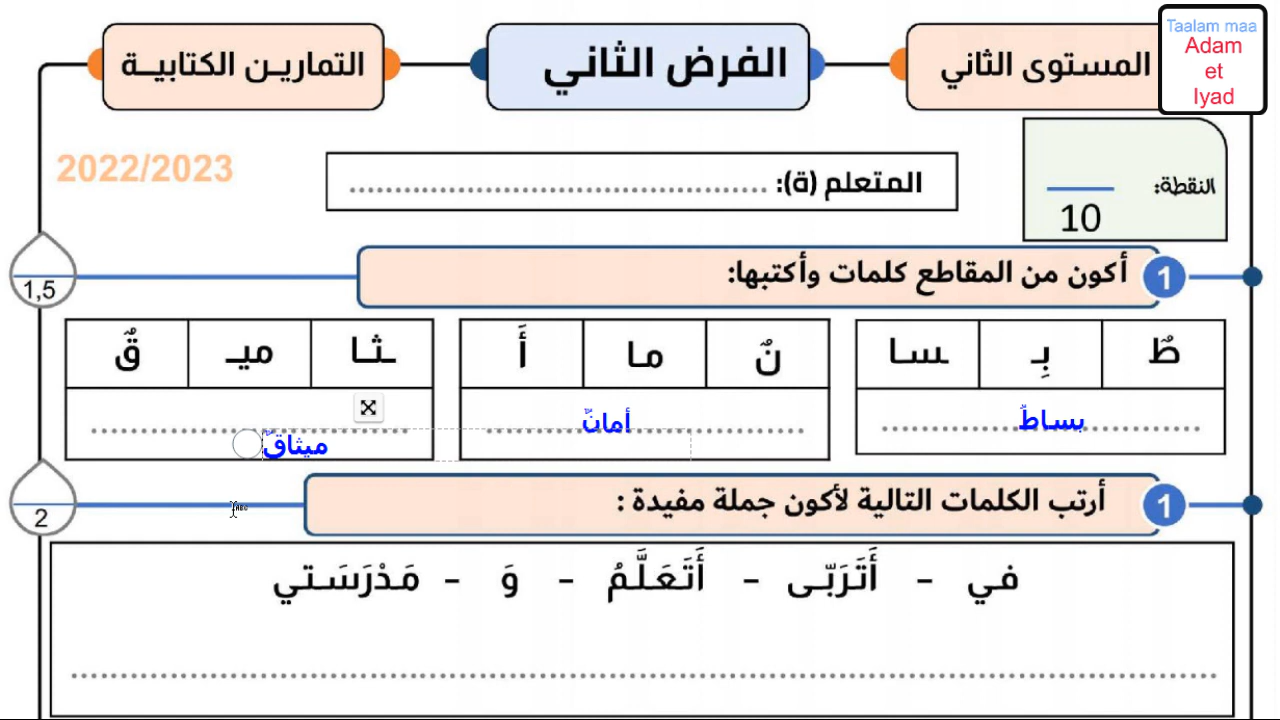 Taalam maa
Adam
et
Iyad
المستوى الثاني
الفرض الثاني
التمارين الكتابية
النقطة:
10
المتعلم (ة): ................................................
2022/2023
1 أكون من المقاطع كلمات وأكتبها:
1,5
طٌ بِـ ـسا
نٌ ما أَ
ـثا ميـ قٌ
بساطٌ
أمانٌ
ميثاقٌ
1 أرتب الكلمات التالية لأكون جملة مفيدة :
2
في - أَتَرَبّى - أَتَعَلَّمُ - وَ - مَدْرَسَتي